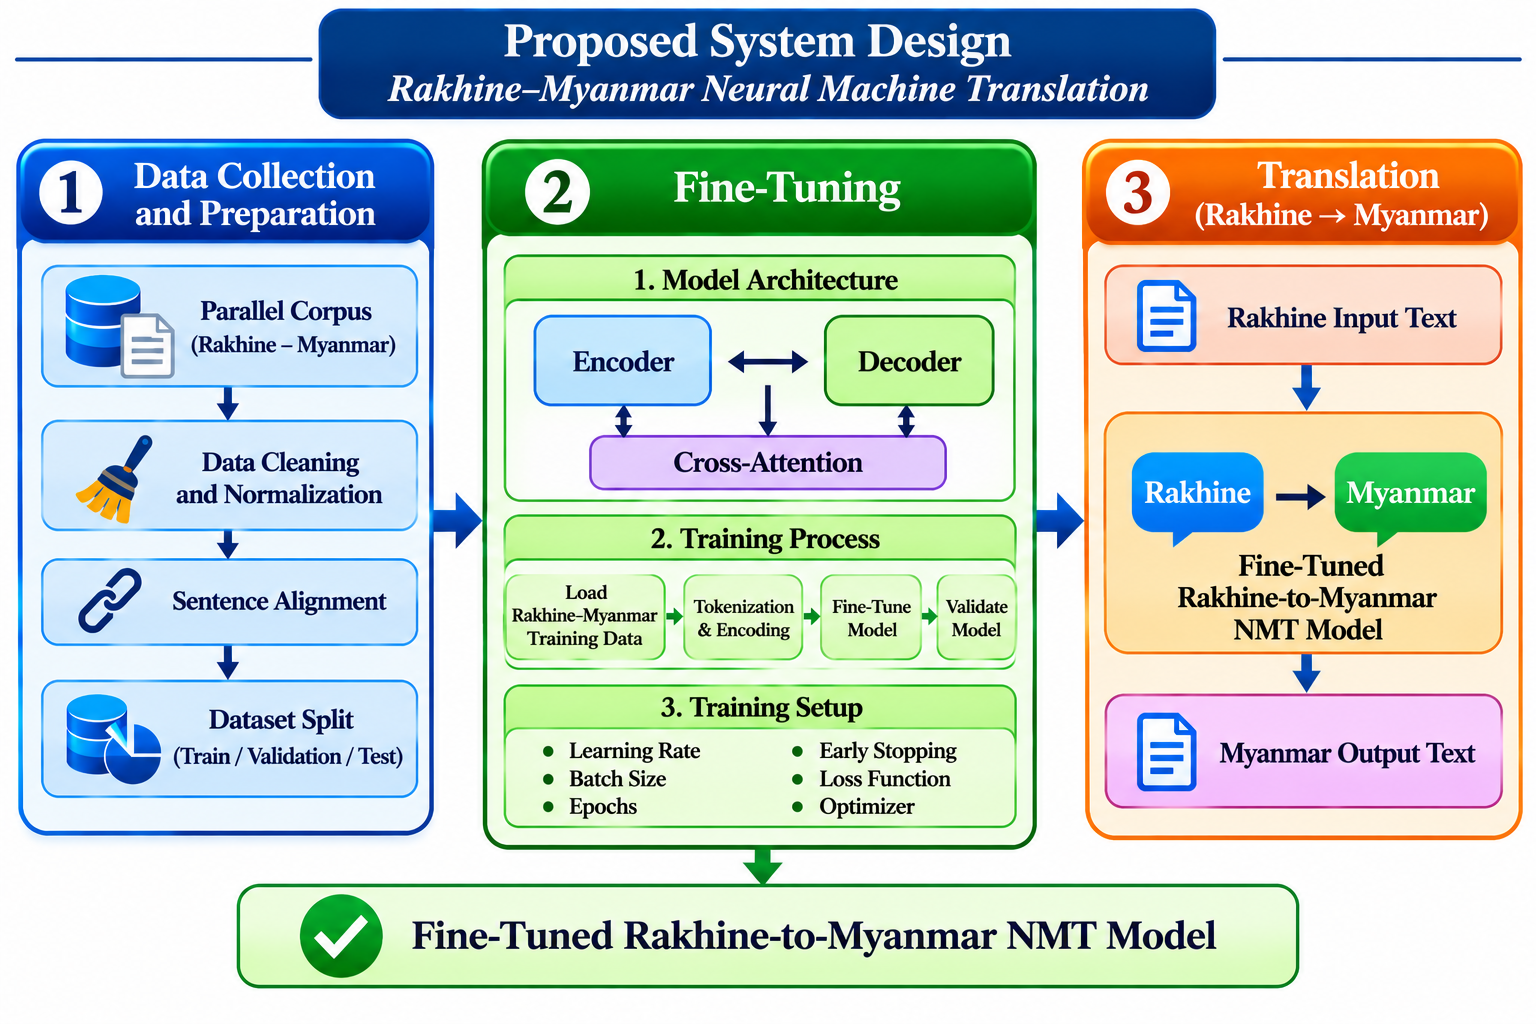 Proposed System Design
Rakhine–Myanmar Neural Machine Translation
1
Data Collection
and Preparation
Parallel Corpus
(Rakhine – Myanmar)
Data Cleaning
and Normalization
Sentence Alignment
Dataset Split
(Train / Validation / Test)
2
Fine-Tuning
1. Model Architecture
Encoder
Decoder
Cross-Attention
2. Training Process
Load
Rakhine–Myanmar
Training Data
Tokenization
& Encoding
Fine-Tune
Model
Validate
Model
3. Training Setup
● Learning Rate
● Batch Size
● Epochs
● Early Stopping
● Loss Function
● Optimizer
3
Translation
(Rakhine → Myanmar)
Rakhine Input Text
Rakhine
Myanmar
Fine-Tuned
Rakhine-to-Myanmar
NMT Model
Myanmar Output Text
Fine-Tuned Rakhine-to-Myanmar NMT Model